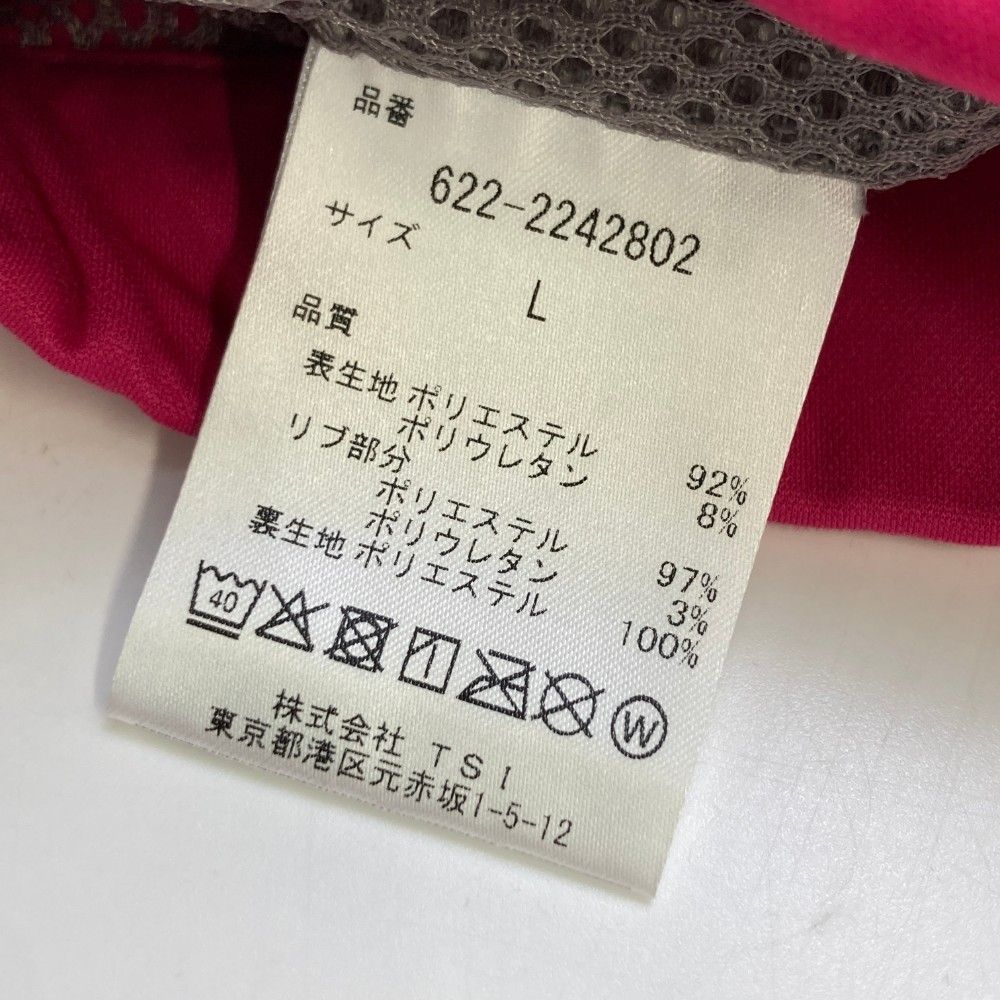 品番
622-2242802
サイズ
L
品質
表生地 ポリエステル 92%
ポリウレタン 8%
リブ部分
ポリエステル 97%
ポリウレタン 3%
裏生地 ポリエステル 100%
40
W
株式会社 TSI
東京都港区元赤坂1-5-12